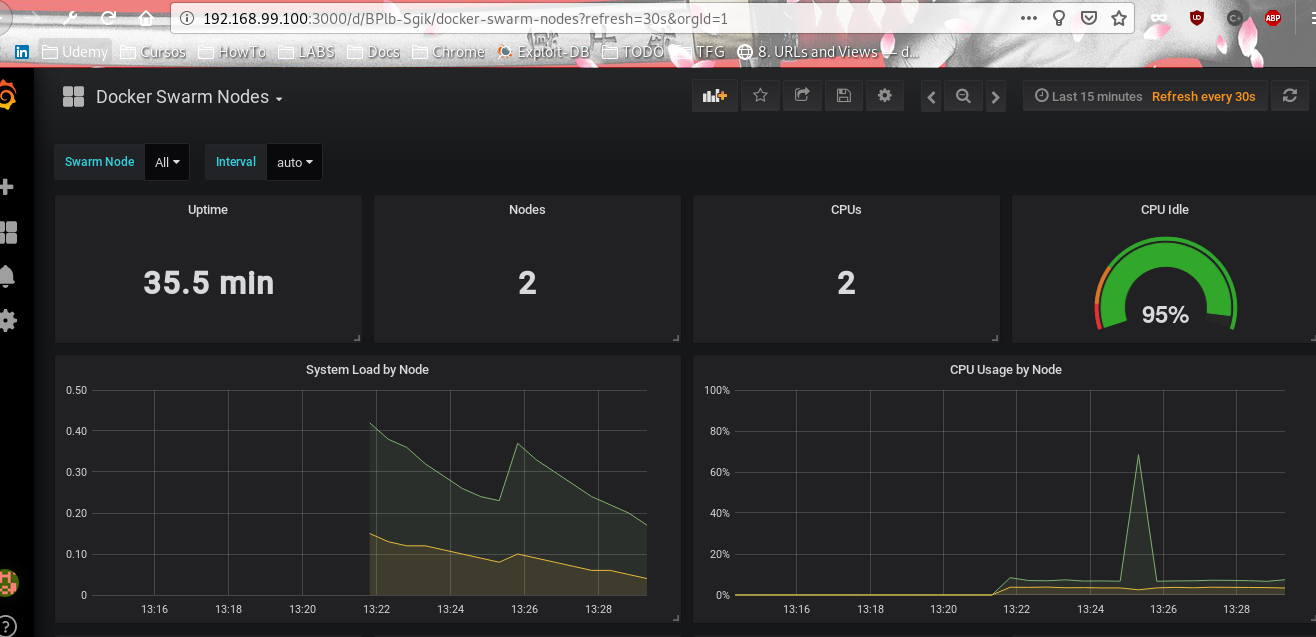 192.168.99.100:3000/d/BPlb-Sgik/docker-swarm-nodes?refresh=30s&orgId=1
UD
ABP
in Udemy Cursos HowTo LABS Docs Chrome Exploit-DB TODO TFG 8. URLs and Views — d…
Docker Swarm Nodes
Last 15 minutes Refresh every 30s
Swarm Node All Interval auto
Uptime Nodes CPUs CPU Idle
35.5 min 2 2 95%
System Load by Node
0.50
0.40
0.30
0.20
0.10
0
13:16 13:18 13:20 13:22 13:24 13:26 13:28
CPU Usage by Node
100%
80%
60%
40%
20%
0%
13:16 13:18 13:20 13:22 13:24 13:26 13:28
?